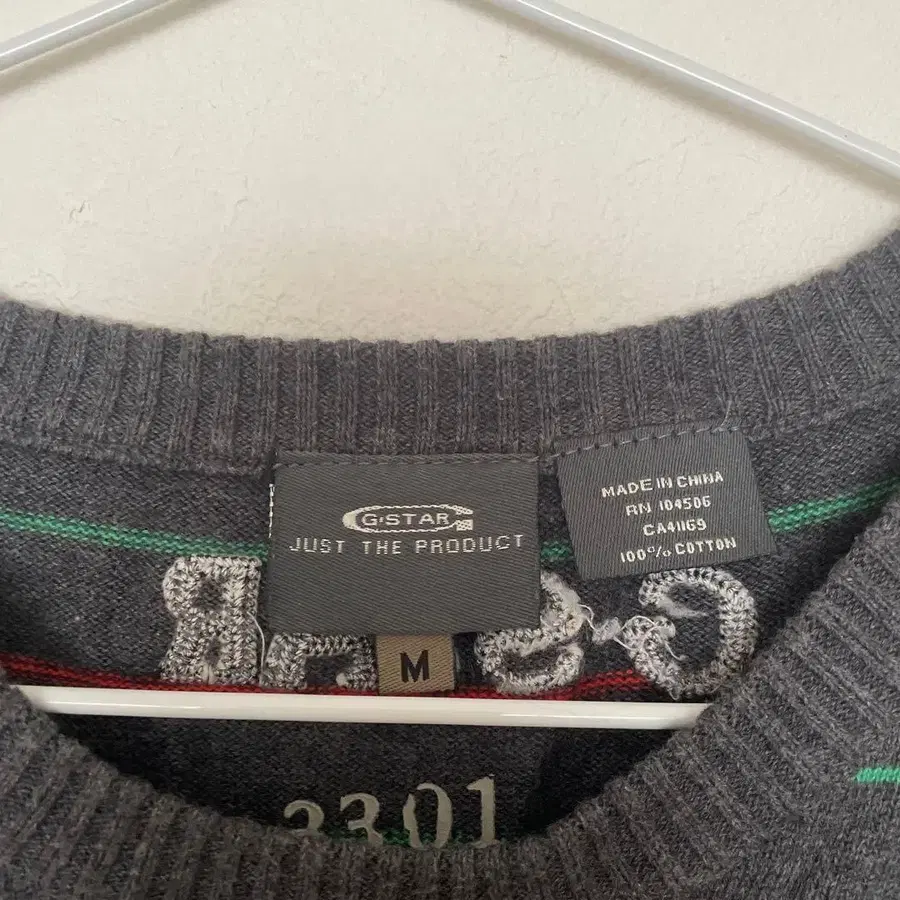 G-STAR
JUST THE PRODUCT
M
MADE IN CHINA
RN 104506
CA41169
100% COTTON
3301